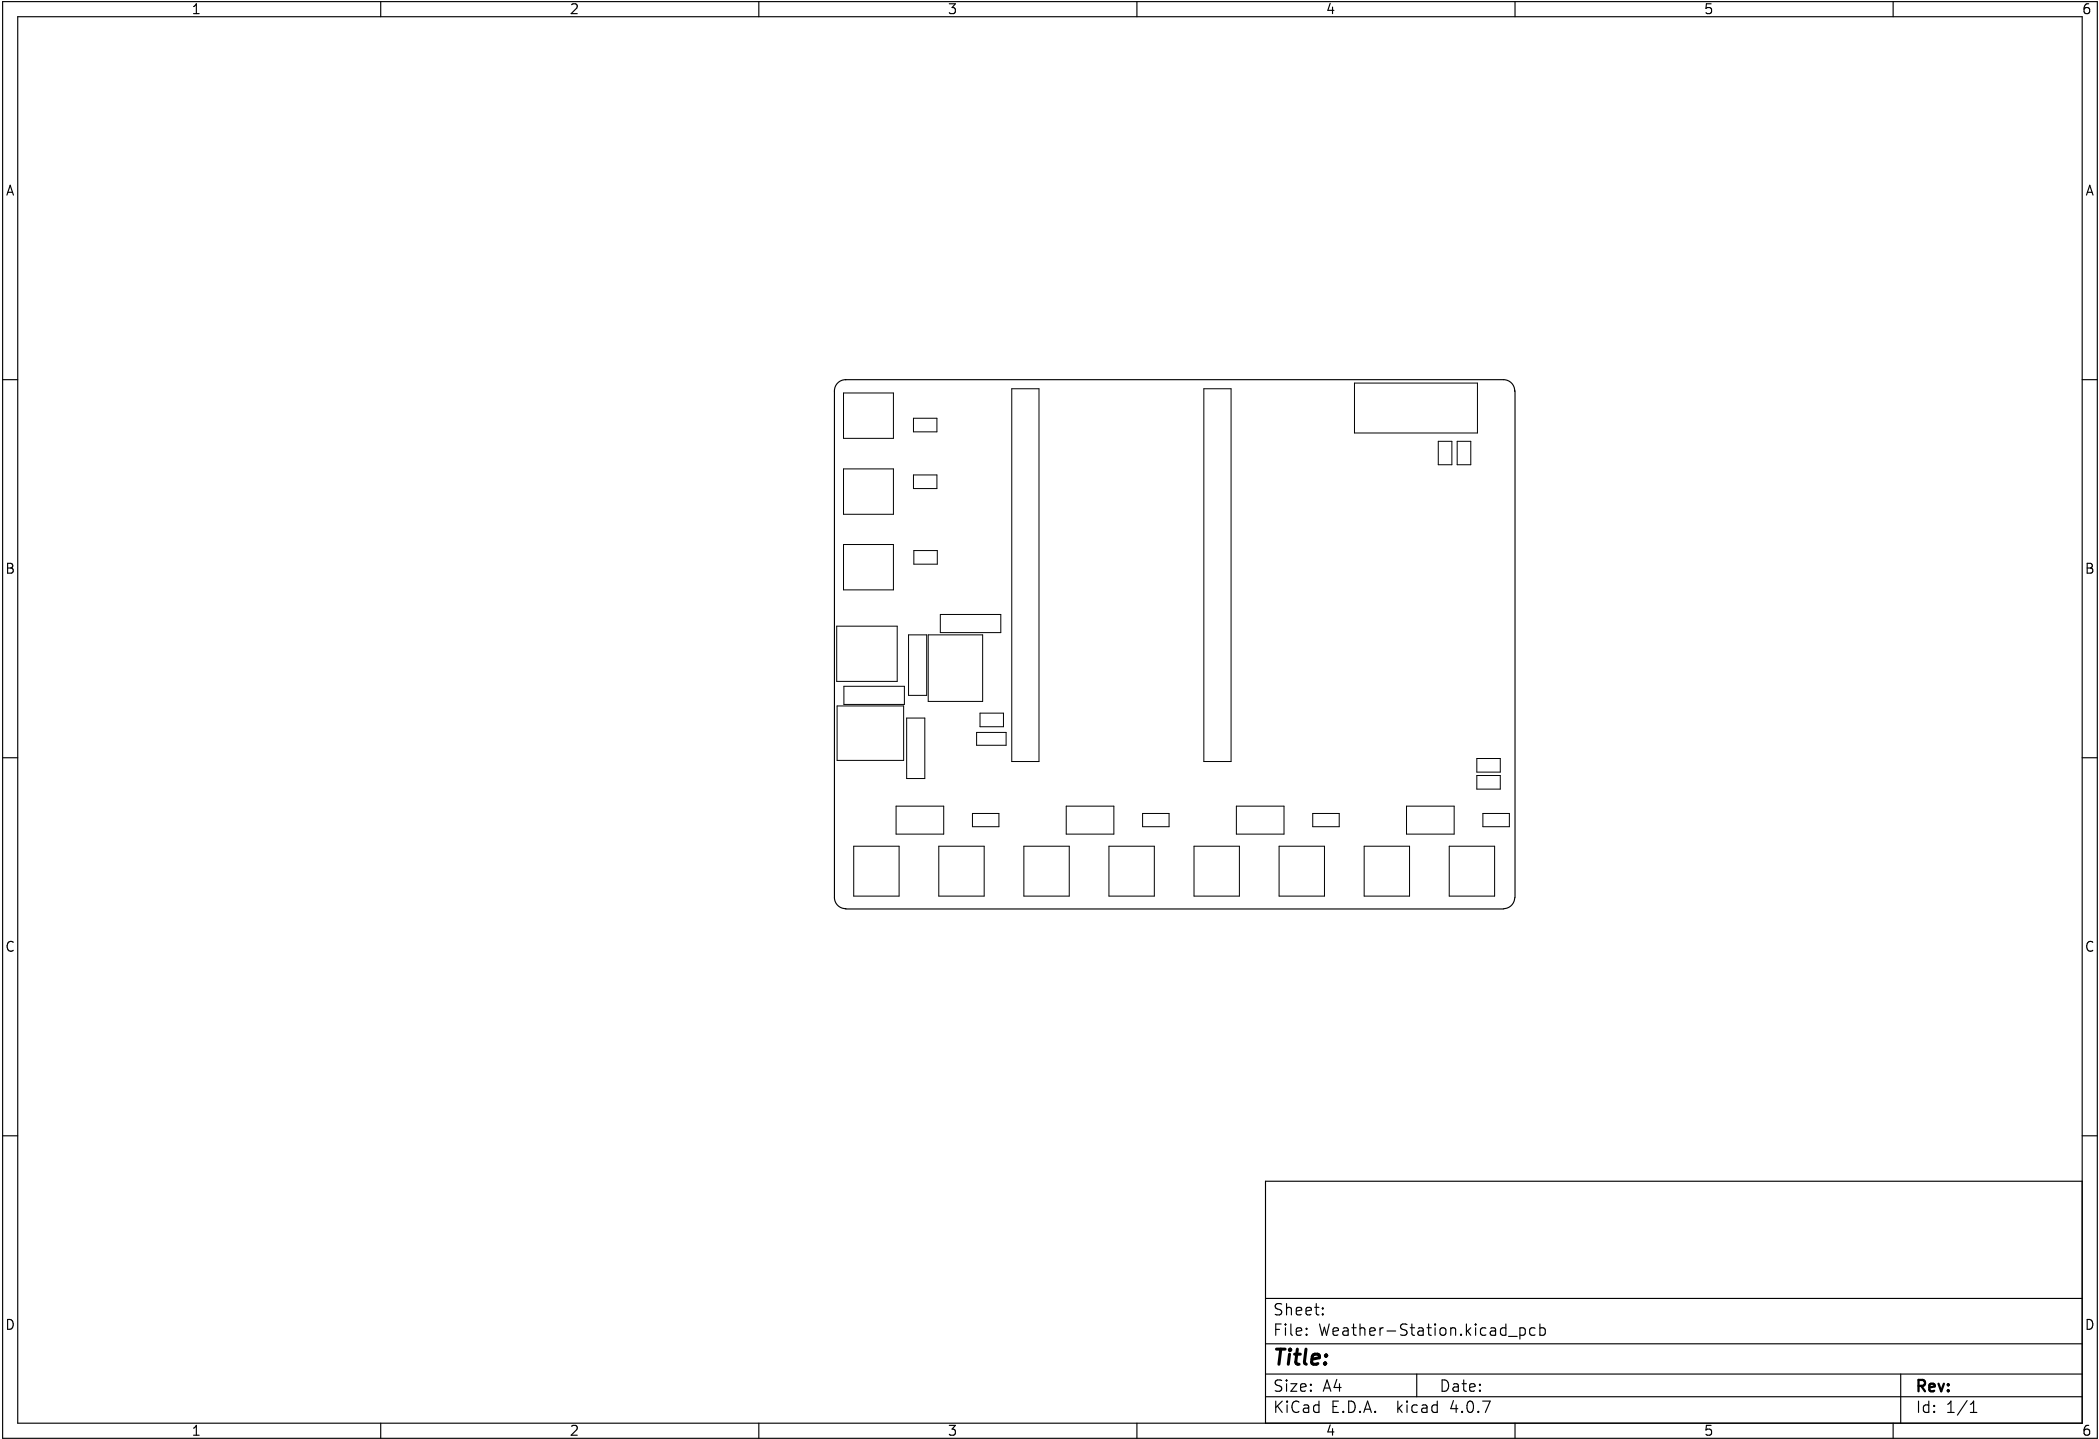 1 2 3 4 5 6
A A
B B
C C
Sheet:
File: Weather-Station.kicad_pcb
D D
Title:
Size: A4 Date: Rev:
KiCad E.D.A. kicad 4.0.7 Id: 1/1
1 2 3 4 5 6